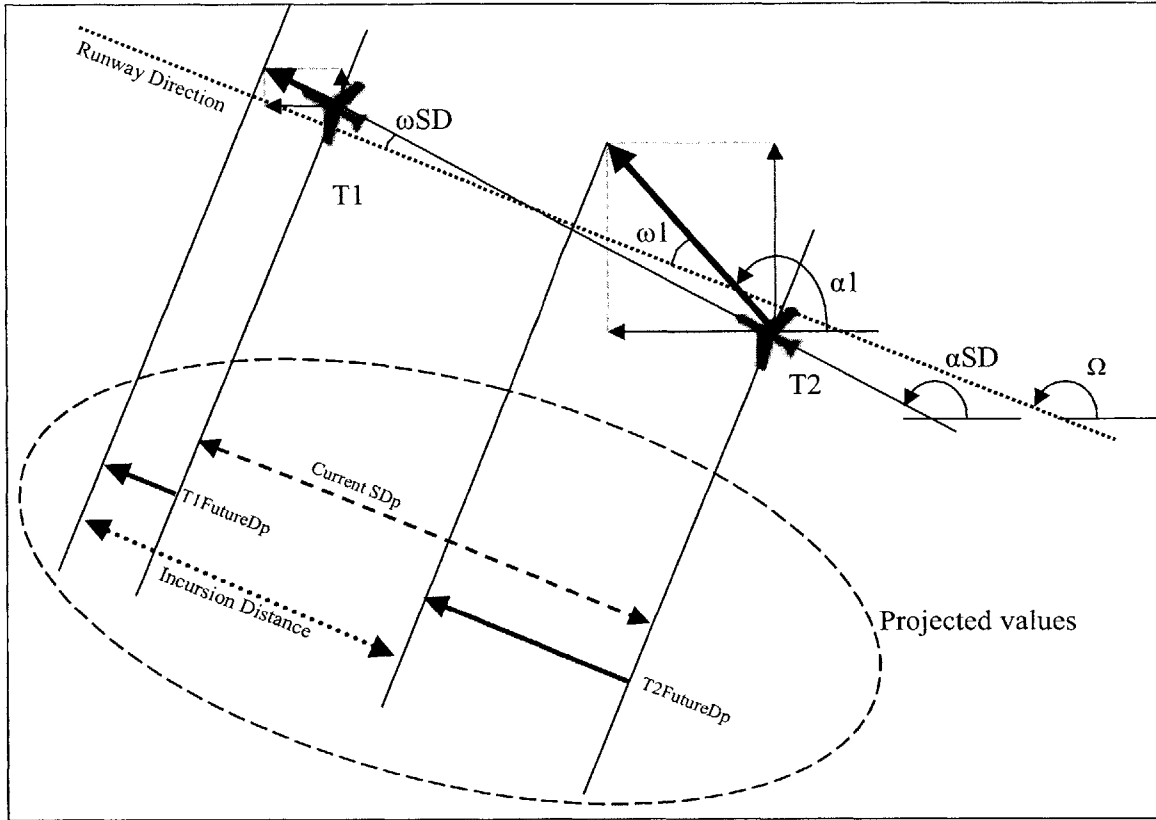 Runway Direction
ωSD
T1
ω1
α1
T2
αSD
Ω
Current SDp
T1FutureDp
Incursion Distance
T2FutureDp
Projected values